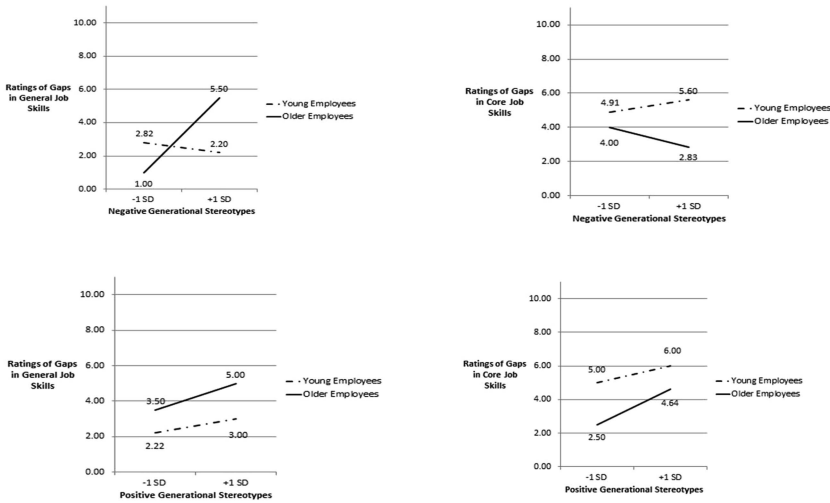 10.00
8.00
6.00
4.00
2.00
0.00
Ratings of Gaps
in General Job
Skills
2.82
1.00
5.50
2.20
-1 SD
+1 SD
Negative Generational Stereotypes
Young Employees
Older Employees
10.00
8.00
6.00
4.00
2.00
0.00
Ratings of Gaps
in Core Job
Skills
4.91
4.00
5.60
2.83
-1 SD
+1 SD
Negative Generational Stereotypes
Young Employees
Older Employees
10.00
8.00
6.00
4.00
2.00
0.00
Ratings of Gaps
in General Job
Skills
3.50
2.22
5.00
3.00
-1 SD
+1 SD
Positive Generational Stereotypes
Young Employees
Older Employees
10.00
8.00
6.00
4.00
2.00
0.00
Ratings of Gaps
in Core Job
Skills
5.00
2.50
6.00
4.64
-1 SD
+1 SD
Positive Generational Stereotypes
Young Employees
Older Employees